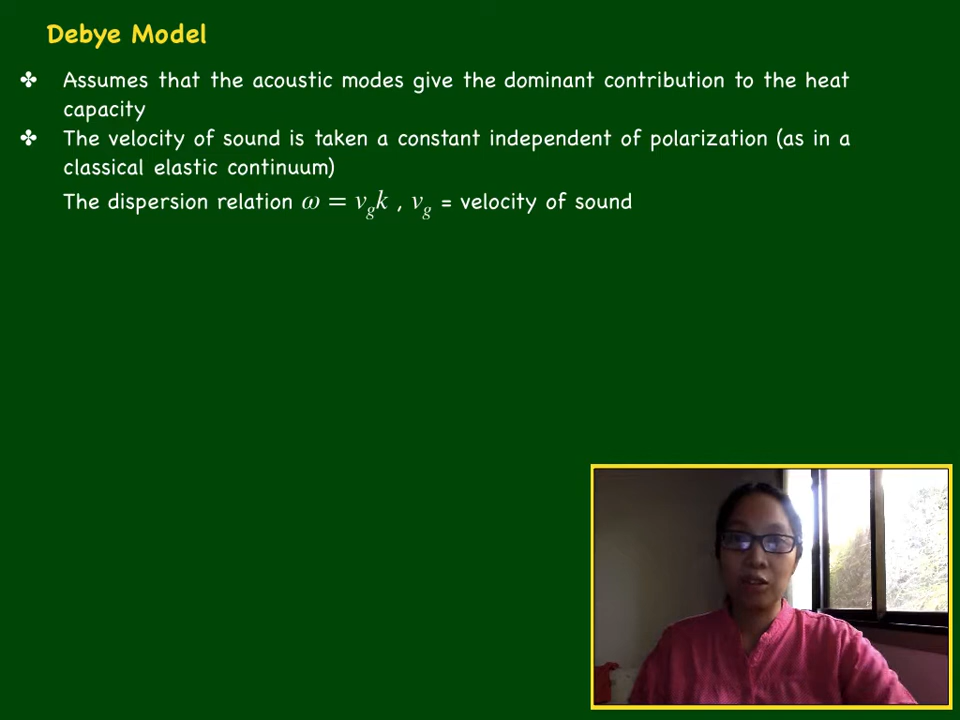 Debye Model
✤ Assumes that the acoustic modes give the dominant contribution to the heat
capacity
✤ The velocity of sound is taken a constant independent of polarization (as in a
classical elastic continuum)
The dispersion relation ω = v_g k , v_g = velocity of sound